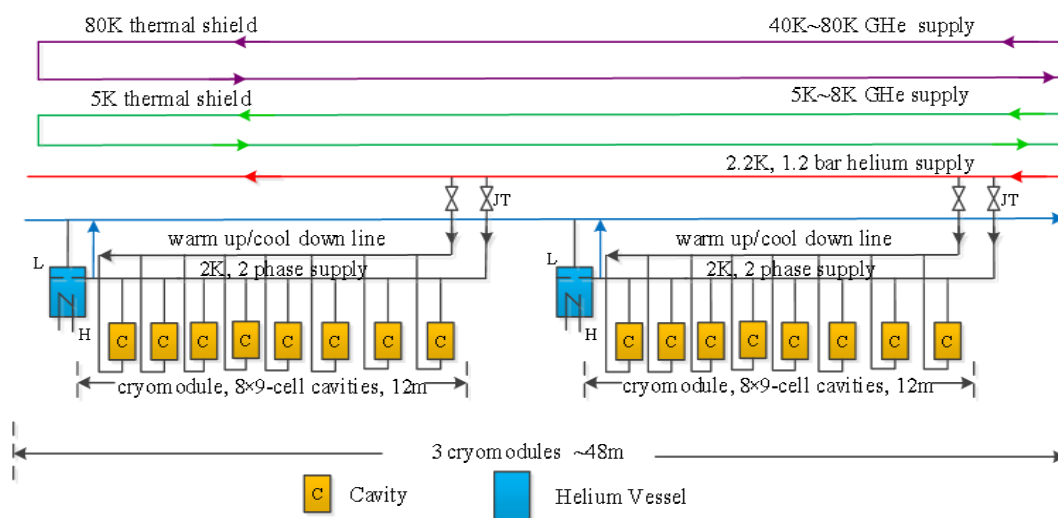 80K thermal shield
40K~80K GHe supply
5K thermal shield
5K~8K GHe supply
2.2K, 1.2 bar helium supply
JT
JT
warm up/cool down line
warm up/cool down line
L
2K, 2 phase supply
L
2K, 2 phase supply
H
C C C C C C C C
H
C C C C C C C C
cryomodule, 8×9-cell cavities, 12m
cryomodule, 8×9-cell cavities, 12m
3 cryomodules ~48m
C Cavity
Helium Vessel